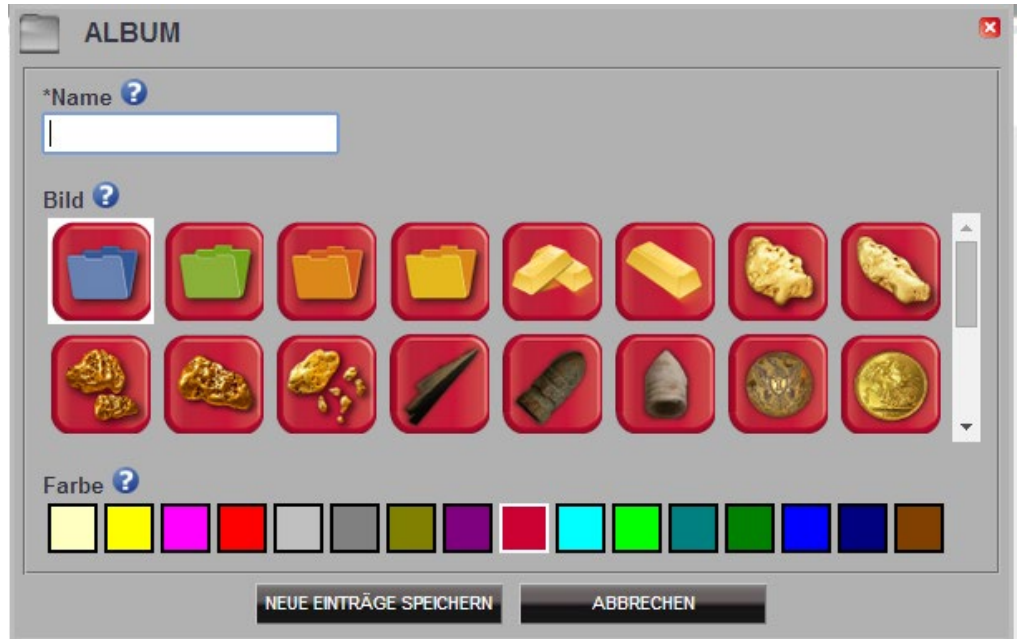 ALBUM
*Name ?
Bild ?
Farbe ?
NEUE EINTRÄGE SPEICHERN ABBRECHEN